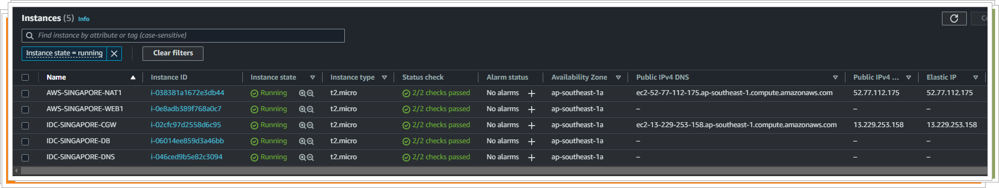 Instances (5) Info
Find instance by attribute or tag (case-sensitive)
Instance state = running Clear filters
Name Instance ID Instance state Instance type Status check Alarm status Availability Zone Public IPv4 DNS Public IPv4 ... Elastic IP
AWS-SINGAPORE-NAT1 i-038381a1672e3db44 Running t2.micro 2/2 checks passed No alarms ap-southeast-1a ec2-52-77-112-175.ap-southeast-1.compute.amazonaws.com 52.77.112.175 52.77.112.175
AWS-SINGAPORE-WEB1 i-0e8adb389f768a0c7 Running t2.micro 2/2 checks passed No alarms ap-southeast-1a – – –
IDC-SINGAPORE-CGW i-02cfc97d2558d6c95 Running t2.micro 2/2 checks passed No alarms ap-southeast-1a ec2-13-229-253-158.ap-southeast-1.compute.amazonaws.com 13.229.253.158 13.229.253.158
IDC-SINGAPORE-DB i-06014ee859d3a46bb Running t2.micro 2/2 checks passed No alarms ap-southeast-1a – – –
IDC-SINGAPORE-DNS i-046ced9b5e82c3094 Running t2.micro 2/2 checks passed No alarms ap-southeast-1a – – –